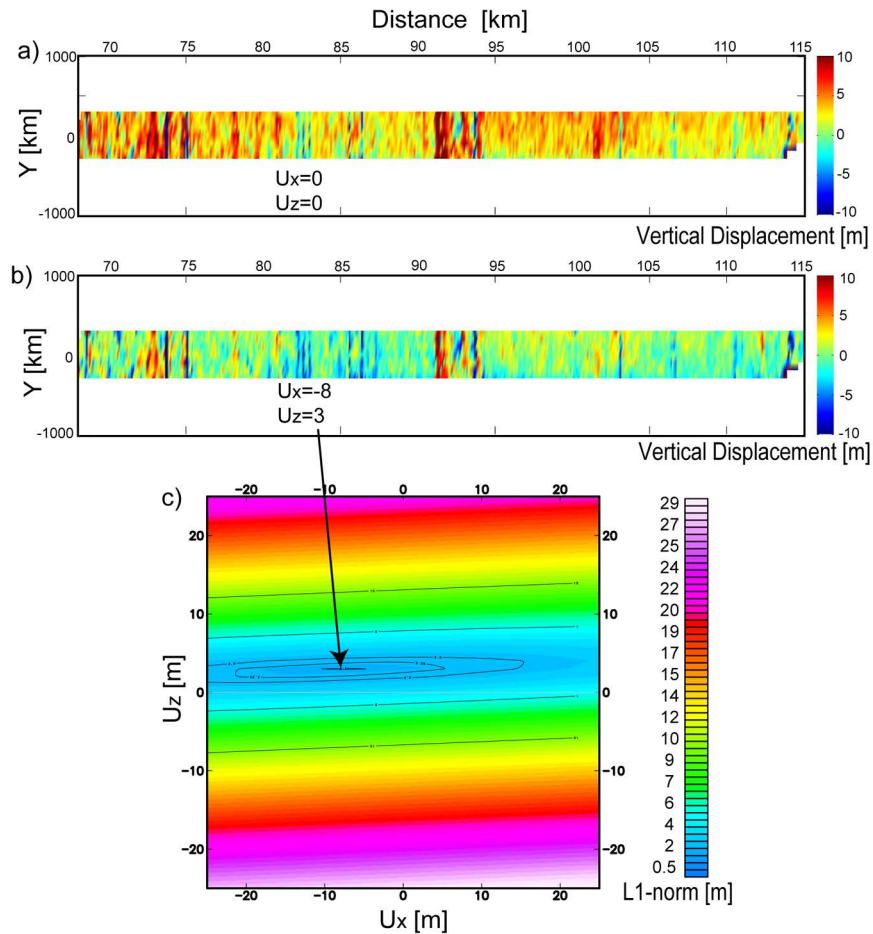 Distance [km]
70 75 80 85 90 95 100 105 110 115
a)
1000
0
-1000
Y [km]
10
5
0
-5
-10
Ux=0
Uz=0
Vertical Displacement [m]
70 75 80 85 90 95 100 105 110 115
b)
1000
0
-1000
Y [km]
10
5
0
-5
-10
Ux=-8
Uz=3
Vertical Displacement [m]
c)
−20 −10 0 10 20
20 20
10 10
0 0
−10 −10
−20 −20
−20 −10 0 10 20
Uz [m]
Ux [m]
29
27
24
22
20
19
17
14
12
10
9
7
6
4
2
0.5
L1-norm [m]